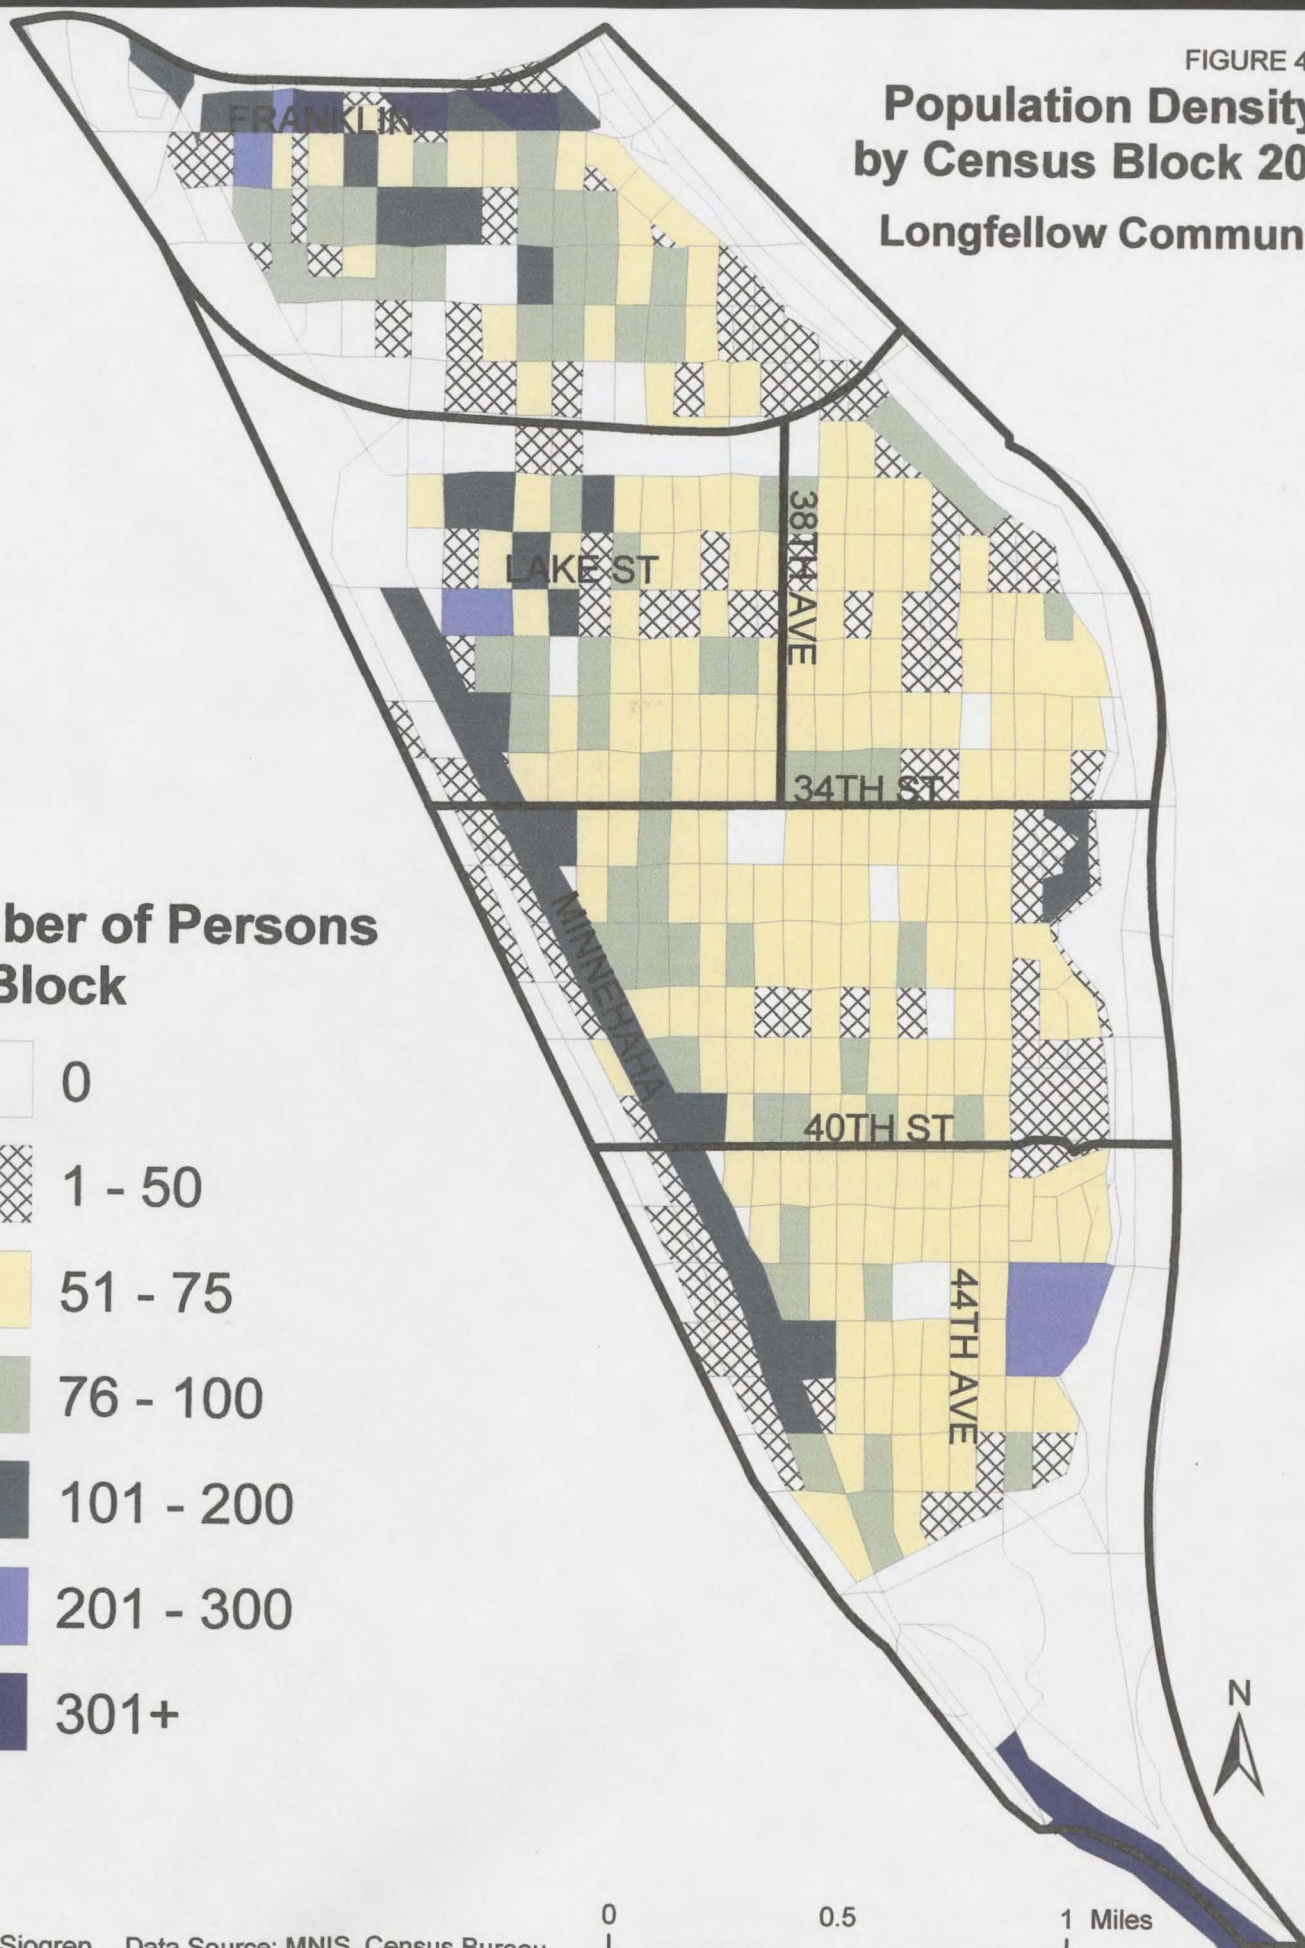 FIGURE 4
Population Density
by Census Block 20
Longfellow Commun
FRANKLIN
38TH AVE
LAKE ST
34TH ST
MINNEHAHA
40TH ST
44TH AVE
ber of Persons
Block
0
1 - 50
51 - 75
76 - 100
101 - 200
201 - 300
301+
N
0 0.5 1 Miles
Sjogren Data Source: MNIS, Census Bureau